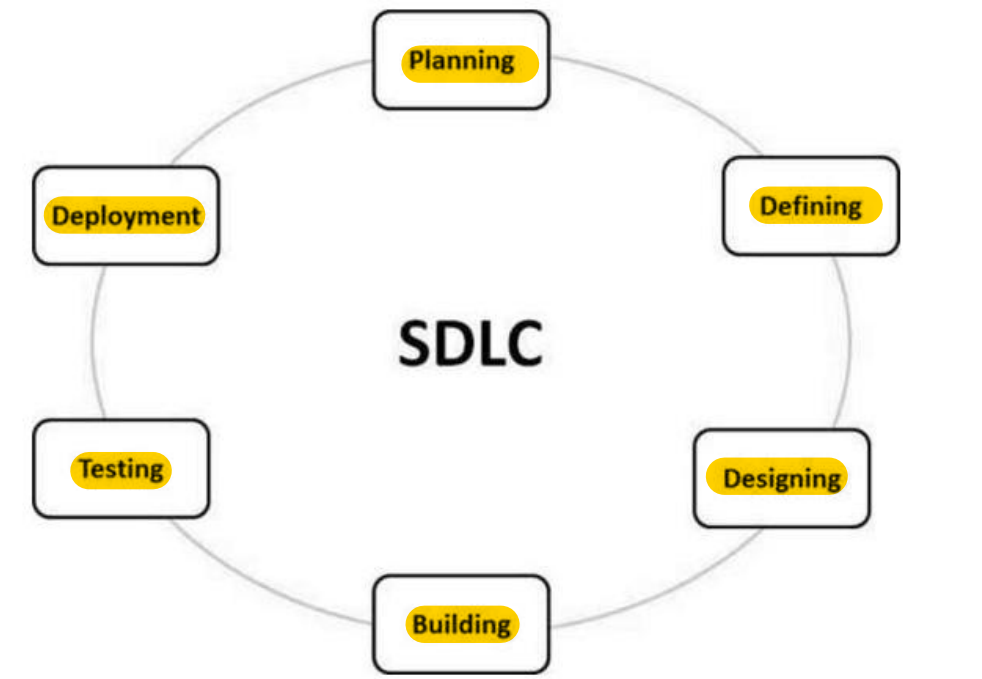 Planning
Defining
Designing
Building
Testing
Deployment
SDLC